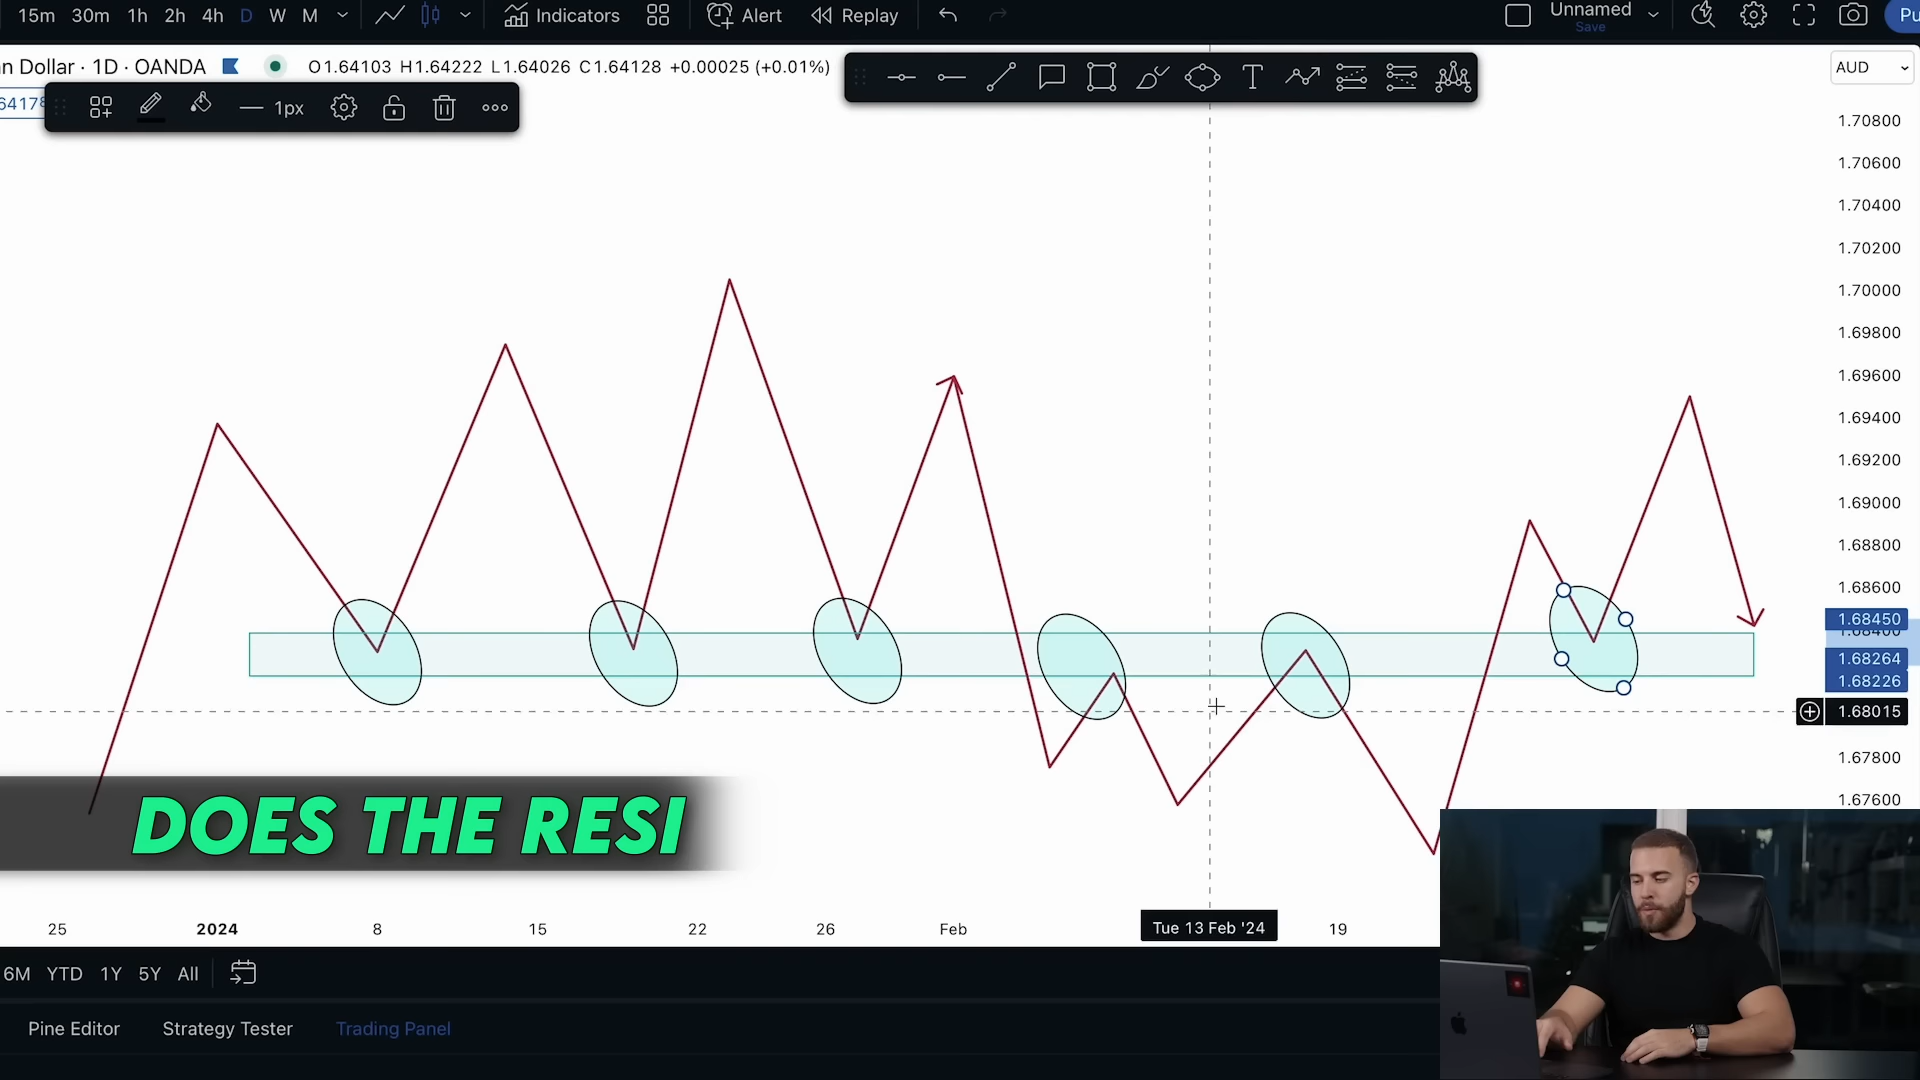 15m 30m 1h 2h 4h D W M Indicators Alert Replay Unnamed
Save
n Dollar · 1D · OANDA O1.64103 H1.64222 L1.64026 C1.64128 +0.00025 (+0.01%)
AUD
1px
1.70800
1.70600
1.70400
1.70200
1.70000
1.69800
1.69600
1.69400
1.69200
1.69000
1.68800
1.68600
1.68450
1.68264
1.68226
1.68015
1.67800
1.67600
DOES THE RESI
25 2024 8 15 22 26 Feb Tue 13 Feb '24 19
6M YTD 1Y 5Y All
Pine Editor Strategy Tester Trading Panel